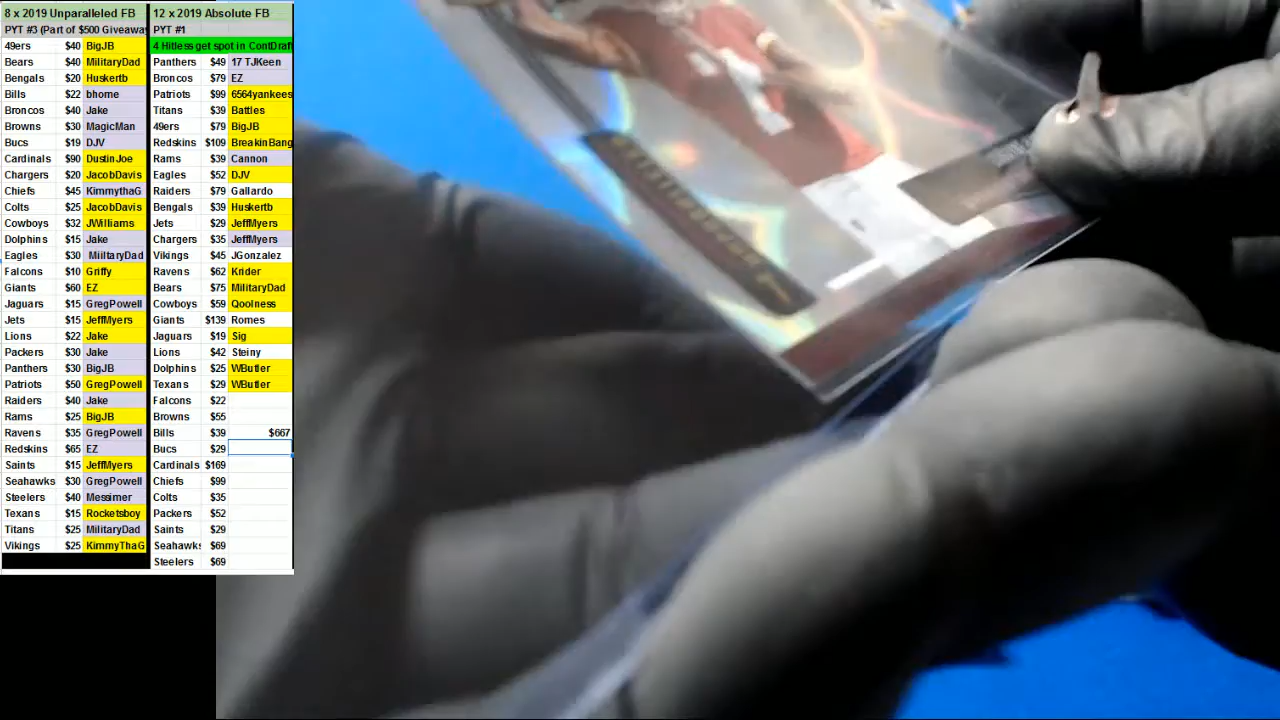 8 x 2019 Unparalleled FB
PYT #3 (Part of $500 Giveaway
49ers $40 BigJB
Bears $40 MilitaryDad
Bengals $20 Huskertb
Bills $22 bhorne
Broncos $40 Jake
Browns $30 MagicMan
Bucs $19 DJV
Cardinals $90 DustinJoe
Chargers $20 JacobDavis
Chiefs $45 KimmythaG
Colts $25 JacobDavis
Cowboys $32 JWilliams
Dolphins $15 Jake
Eagles $30 MiiltaryDad
Falcons $10 Griffy
Giants $60 EZ
Jaguars $15 GregPowell
Jets $15 JeffMyers
Lions $22 Jake
Packers $30 Jake
Panthers $30 BigJB
Patriots $50 GregPowell
Raiders $40 Jake
Rams $25 BigJB
Ravens $35 GregPowell
Redskins $65 EZ
Saints $15 JeffMyers
Seahawks $30 GregPowell
Steelers $40 Messimer
Texans $15 Rocketsboy
Titans $25 MilitaryDad
Vikings $25 KimmyThaG
12 x 2019 Absolute FB
PYT #1
4 Hitless get spot in ContDraft
Panthers $49 17 TJKeen
Broncos $79 EZ
Patriots $99 6564yankees
Titans $39 Battles
49ers $79 BigJB
Redskins $109 BreakinBang
Rams $39 Cannon
Eagles $52 DJV
Raiders $79 Gallardo
Bengals $39 Huskertb
Jets $29 JeffMyers
Chargers $35 JeffMyers
Vikings $45 JGonzalez
Ravens $62 Krider
Bears $75 MilitaryDad
Cowboys $59 Qoolness
Giants $139 Romes
Jaguars $19 Sig
Lions $42 Steiny
Dolphins $25 WButler
Texans $29 WButler
Falcons $22
Browns $55
Bills $39 $667
Bucs $29
Cardinals $169
Chiefs $99
Colts $35
Packers $52
Saints $29
Seahawks $69
Steelers $69